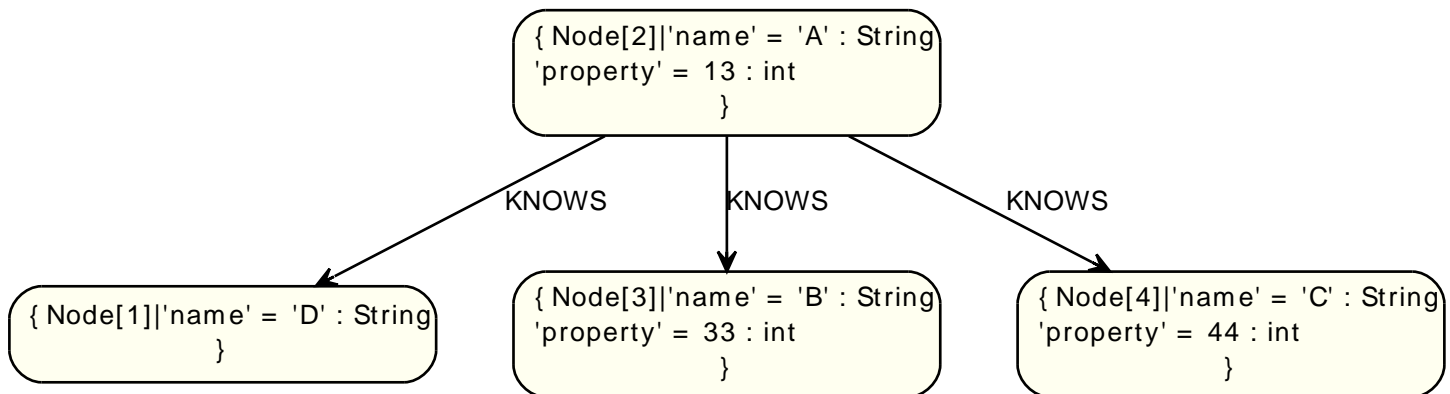 { Node[2]|'name' = 'A' : String
'property' = 13 : int
}
KNOWS
KNOWS
KNOWS
{ Node[1]|'name' = 'D' : String
}
{ Node[3]|'name' = 'B' : String
'property' = 33 : int
}
{ Node[4]|'name' = 'C' : String
'property' = 44 : int
}